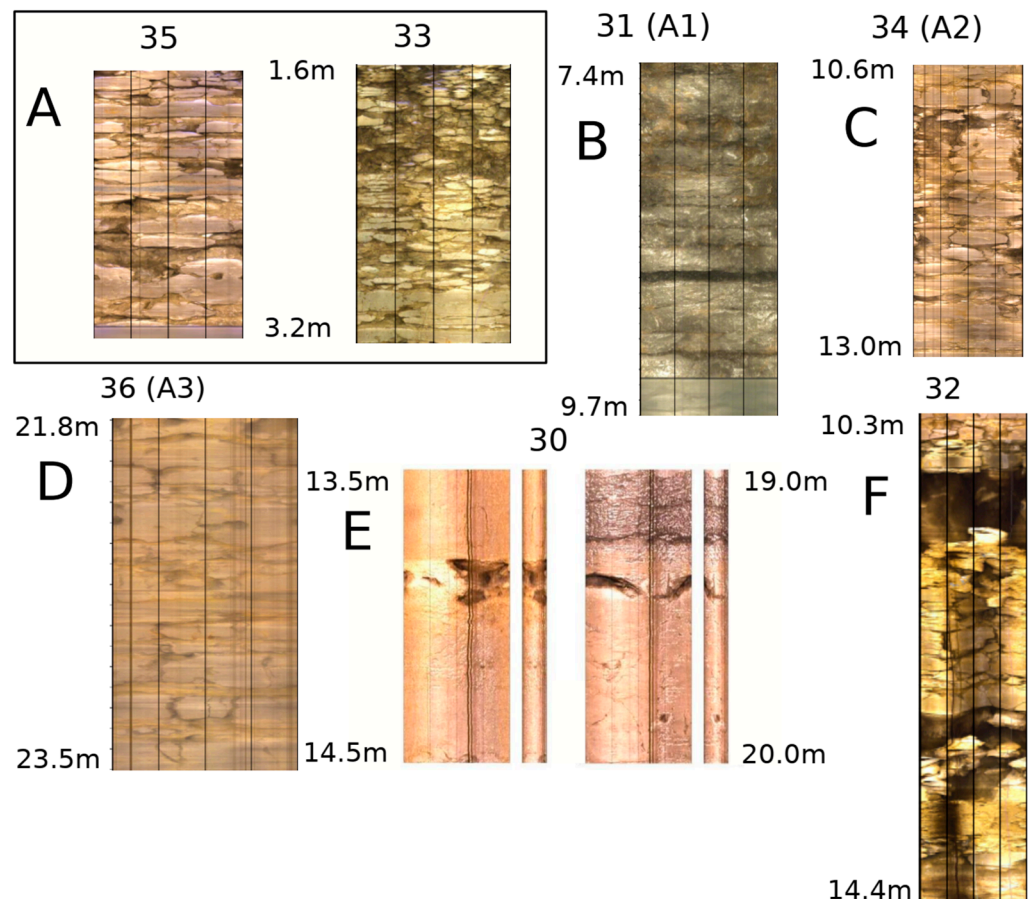 35
33
31 (A1)
34 (A2)
1.6m
7.4m
10.6m
A
B
C
3.2m
9.7m
13.0m
36 (A3)
32
21.8m
30
10.3m
D
13.5m
E
19.0m
F
23.5m
14.5m
20.0m
14.4m